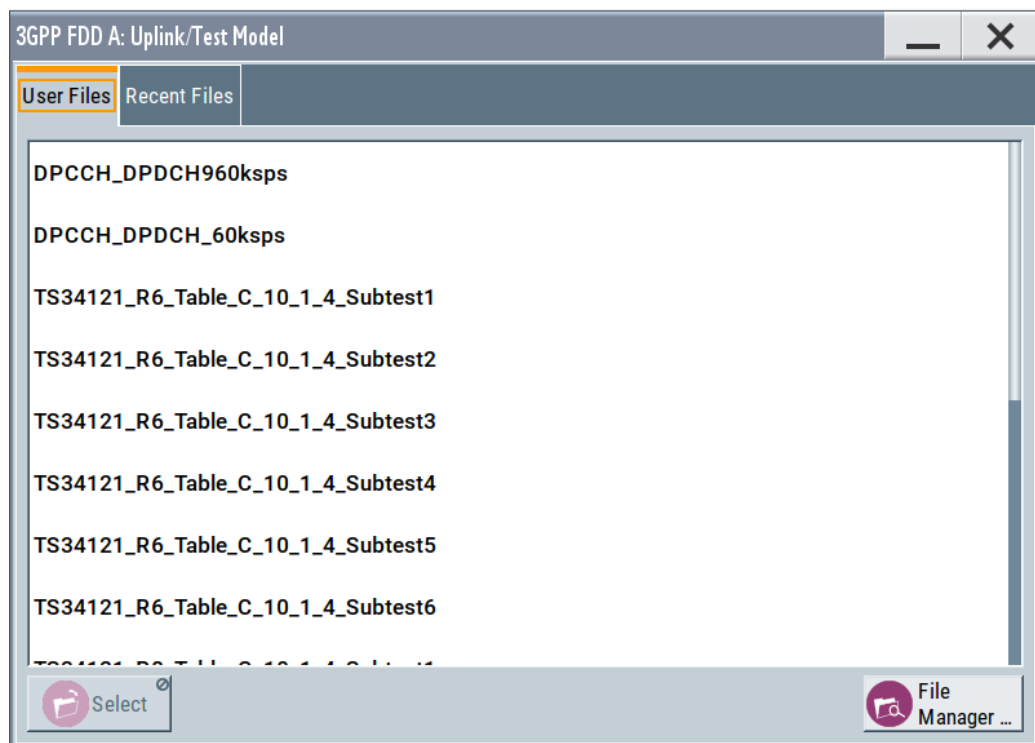 3GPP FDD A: Uplink/Test Model
User Files
Recent Files
DPCCH_DPDCH960ksps
DPCCH_DPDCH_60ksps
TS34121_R6_Table_C_10_1_4_Subtest1
TS34121_R6_Table_C_10_1_4_Subtest2
TS34121_R6_Table_C_10_1_4_Subtest3
TS34121_R6_Table_C_10_1_4_Subtest4
TS34121_R6_Table_C_10_1_4_Subtest5
TS34121_R6_Table_C_10_1_4_Subtest6
Select
File
Manager ...